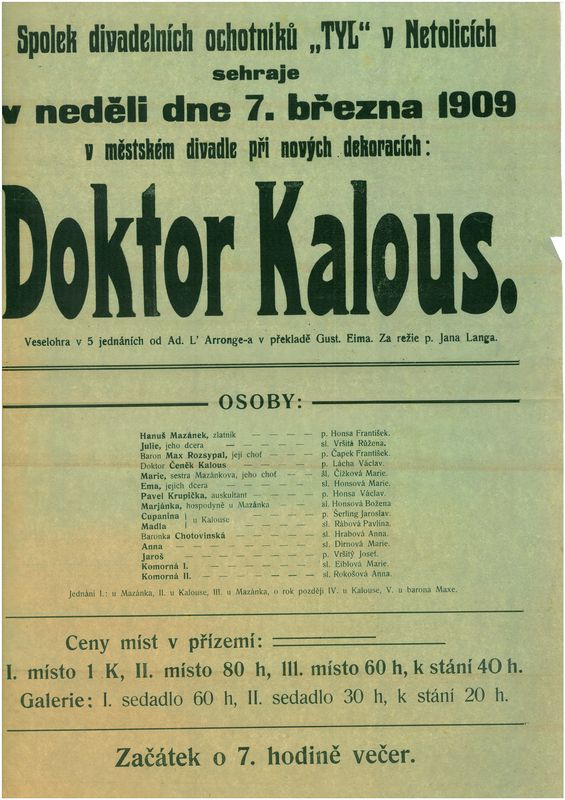 Spolek divadelních ochotníků „TYL“ v Netolicích
sehraje
v neděli dne 7. března 1909
v městském divadle při nových dekoracích:
Doktor Kalous.
Veselohra v 5 jednáních od Ad. L' Arronge-a v překladě Gust. Eima. Za režie p. Jana Langa.
OSOBY:
Hanuš Mazánek, zlatník — — — — p. Honsa František.
Julie, jeho dcera — — — — — sl. Vršitá Růžena.
Baron Max Rozsypal, její choť — — — p. Čapek František.
Doktor Čeněk Kalous — — — — p. Lácha Václav.
Marie, sestra Mazánkova, jeho choť — — sl. Čížková Marie.
Ema, jejich dcera — — — — — sl. Honsová Marie.
Pavel Krupička, auskultant — — — — p. Honsa Václav.
Marjánka, hospodyně u Mazánka — — — sl. Honsová Božena
Cupanina } u Kalouse — — — — p. Šerling Jaroslav.
Madla — — — — sl. Rábová Pavlína.
Baronka Chotovinská — — — — sl. Hrabová Anna.
Anna — — — — — — sl. Dirnová Marie.
Jaroš — — — — — — p. Vršitý Josef.
Komorná I. — — — — — sl. Eiblová Marie.
Komorná II. — — — — — sl. Rokošová Anna.
Jednání I.: u Mazánka, II. u Kalouse, III. u Mazánka, o rok později IV. u Kalouse, V. u barona Maxe.
Ceny míst v přízemí:
I. místo 1 K, II. místo 80 h, III. místo 60 h, k stání 40 h.
Galerie: I. sedadlo 60 h, II. sedadlo 30 h, k stání 20 h.
Začátek o 7. hodině večer.